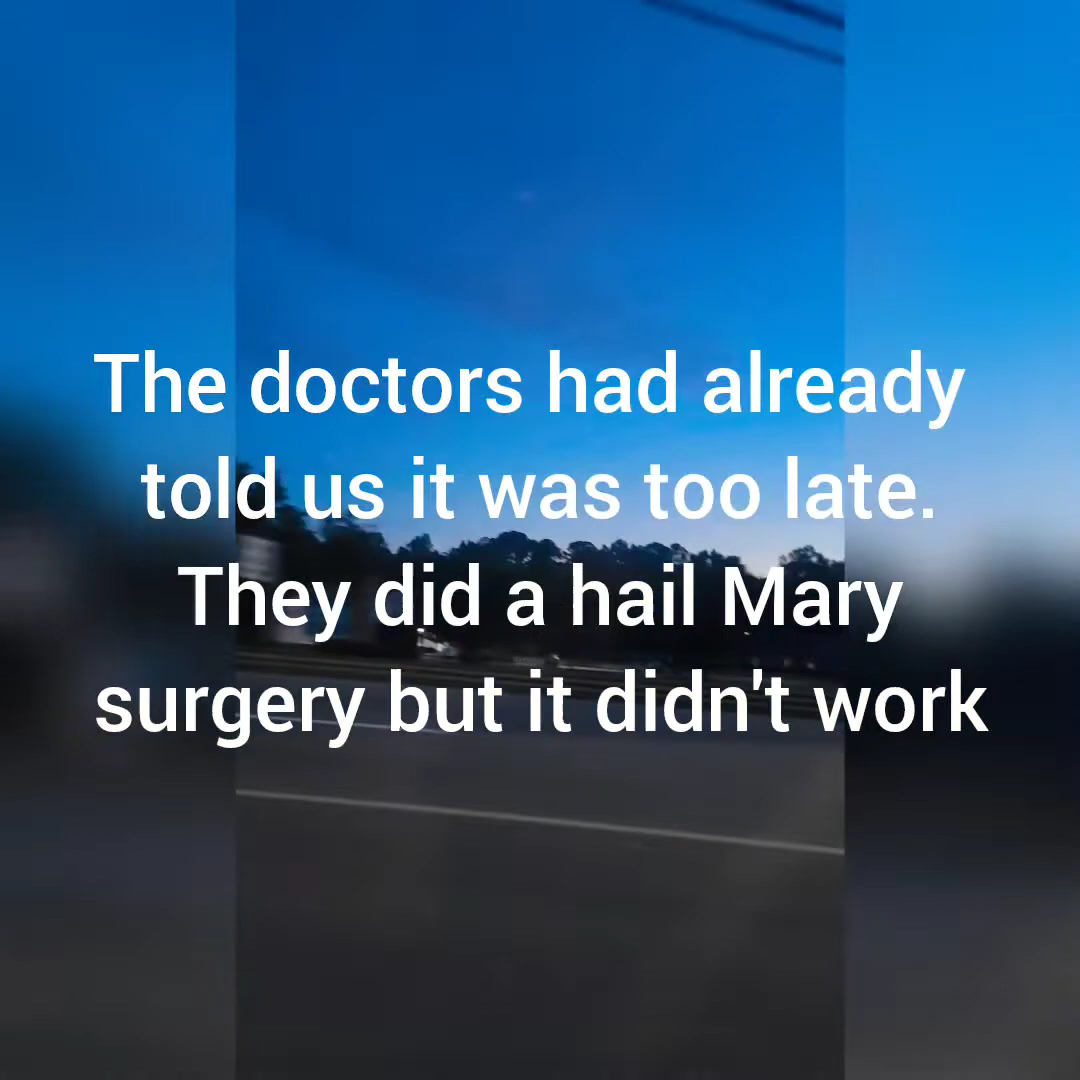 The doctors had already
told us it was too late.
They did a hail Mary
surgery but it didn't work